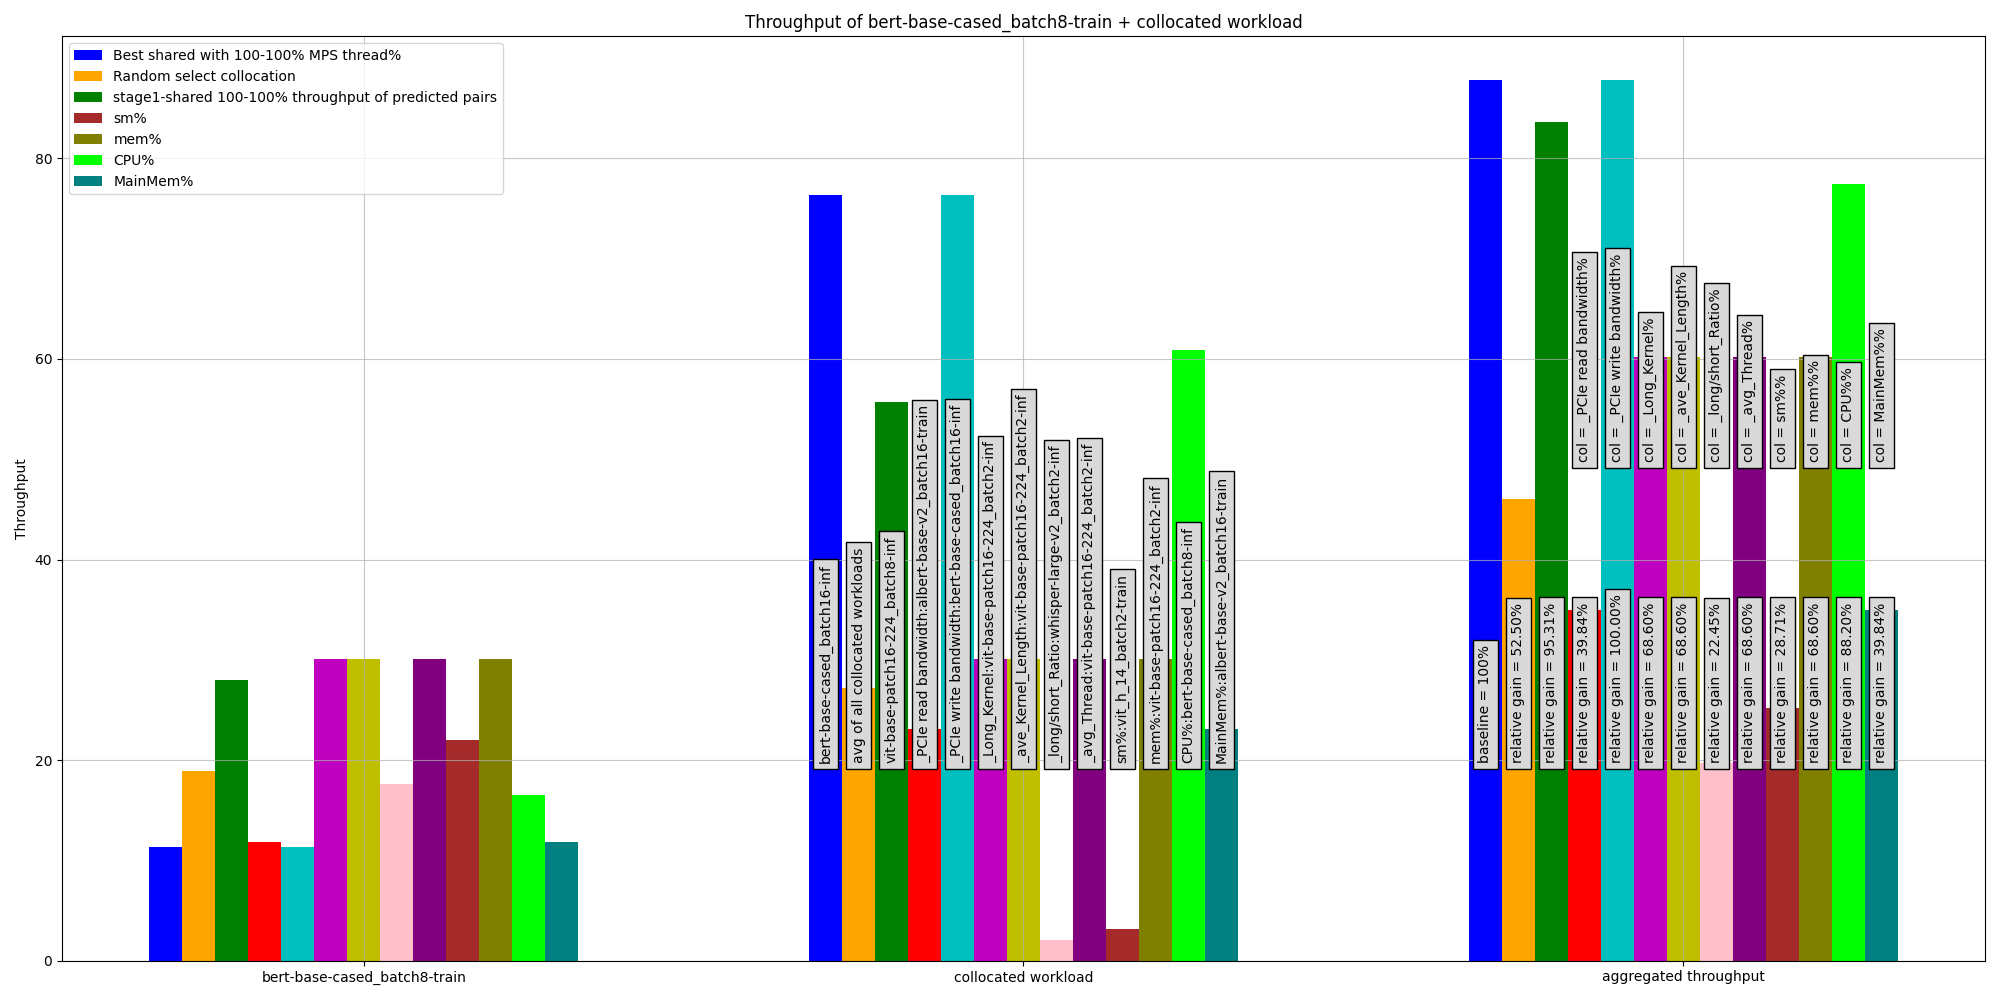 Throughput of bert-base-cased_batch8-train + collocated workload
Best shared with 100-100% MPS thread%
Random select collocation
stage1-shared 100-100% throughput of predicted pairs
sm%
mem%
CPU%
MainMem%
Throughput
80
60
40
20
0
bert-base-cased_batch16-inf
avg of all collocated workloads
vit-base-patch16-224_batch8-inf
_PCIe read bandwidth:albert-base-v2_batch16-train
_PCIe write bandwidth:bert-base-cased_batch16-inf
_Long_Kernel:vit-base-patch16-224_batch2-inf
_ave_Kernel_Length:vit-base-patch16-224_batch2-inf
_long/short_Ratio:whisper-large-v2_batch2-inf
_avg_Thread:vit-base-patch16-224_batch2-inf
sm%:vit_h_14_batch2-train
mem%:vit-base-patch16-224_batch2-inf
CPU%:bert-base-cased_batch8-inf
MainMem%:albert-base-v2_batch16-train
col = _PCIe read bandwidth%
col = _PCIe write bandwidth%
col = _Long_Kernel%
col = _ave_Kernel_Length%
col = _long/short_Ratio%
col = _avg_Thread%
col = sm%%
col = mem%%
col = CPU%%
col = MainMem%%
baseline = 100%
relative gain = 52.50%
relative gain = 95.31%
relative gain = 39.84%
relative gain = 100.00%
relative gain = 68.60%
relative gain = 68.60%
relative gain = 22.45%
relative gain = 68.60%
relative gain = 28.71%
relative gain = 68.60%
relative gain = 88.20%
relative gain = 39.84%
bert-base-cased_batch8-train
collocated workload
aggregated throughput